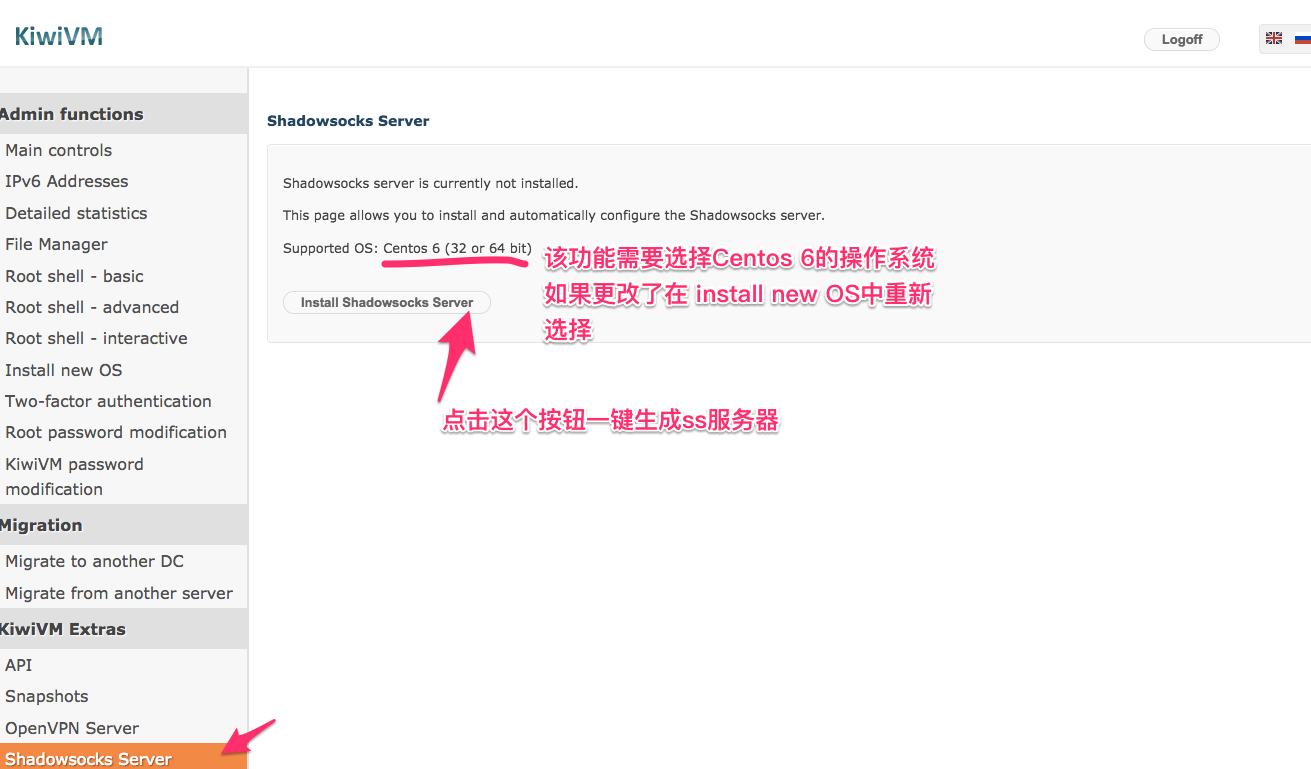 KiwiVM
Logoff
Admin functions
Main controls
IPv6 Addresses
Detailed statistics
File Manager
Root shell - basic
Root shell - advanced
Root shell - interactive
Install new OS
Two-factor authentication
Root password modification
KiwiVM password
modification
Migration
Migrate to another DC
Migrate from another server
KiwiVM Extras
API
Snapshots
OpenVPN Server
Shadowsocks Server
Shadowsocks Server
Shadowsocks server is currently not installed.
This page allows you to install and automatically configure the Shadowsocks server.
Supported OS: Centos 6 (32 or 64 bit)
该功能需要选择Centos 6的操作系统
如果更改了在 install new OS中重新
选择
Install Shadowsocks Server
点击这个按钮一键生成ss服务器